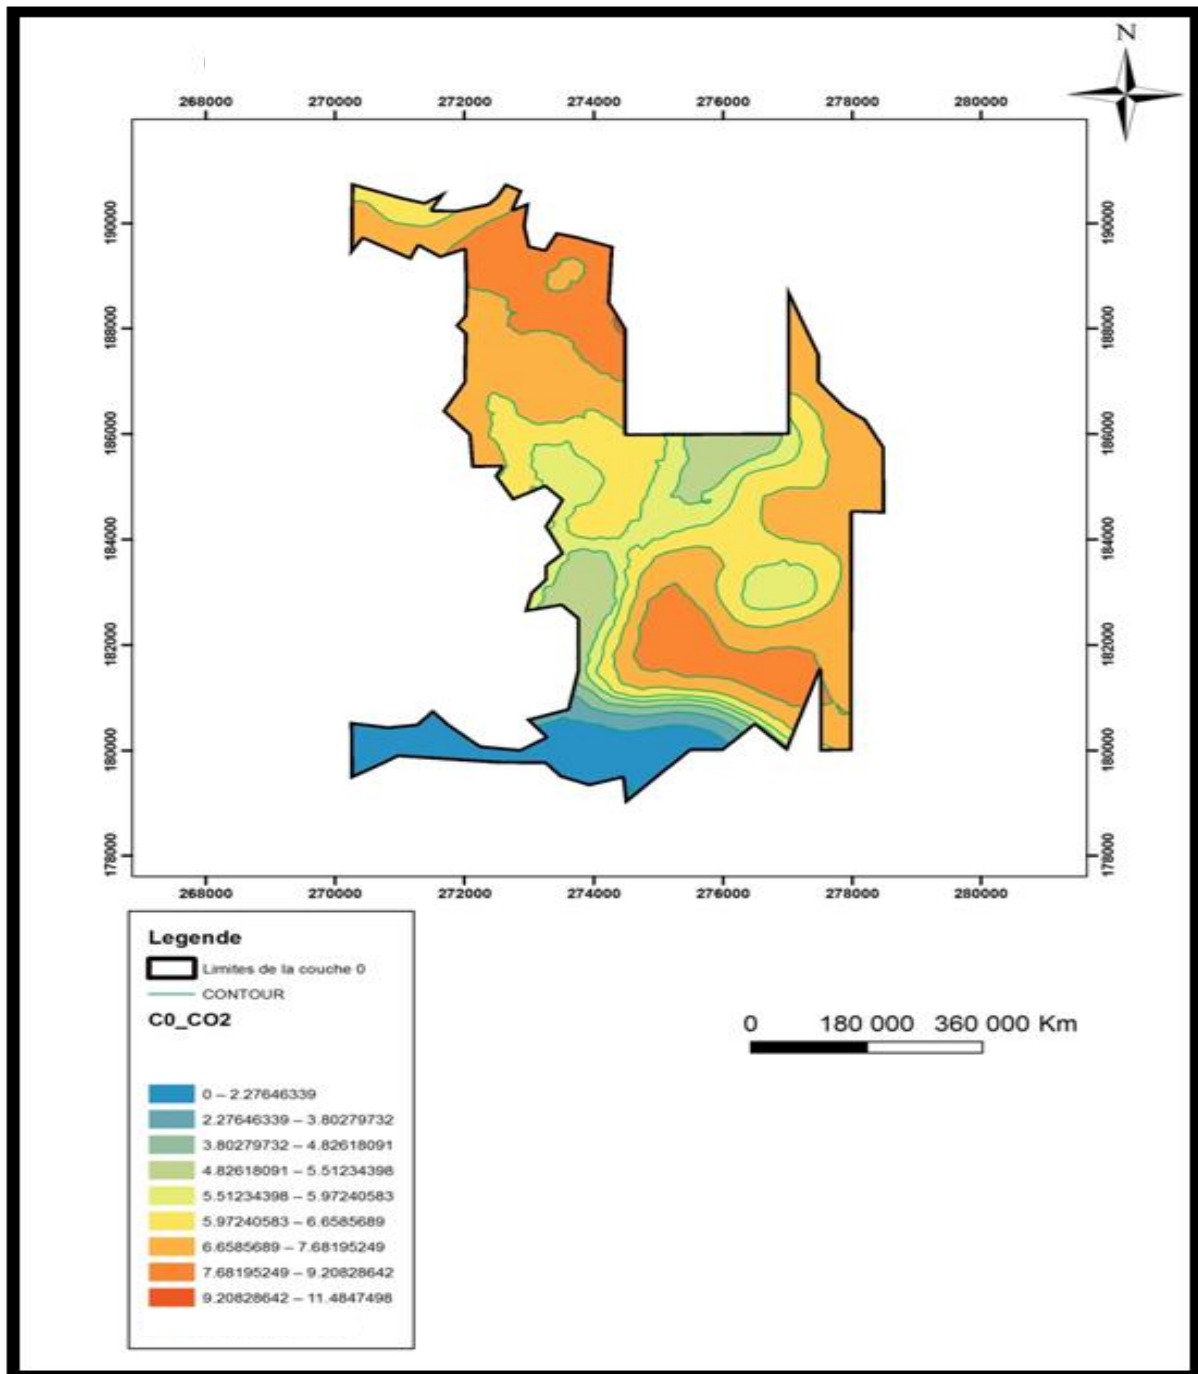 N
268000 270000 272000 274000 276000 278000 280000
190000 190000
188000 188000
186000 186000
184000 184000
182000 182000
180000 180000
178000 178000
268000 270000 272000 274000 276000 278000 280000
Legende
Limites de la couche 0
CONTOUR
C0_CO2
0 180 000 360 000 Km
0 – 2.27646339
2.27646339 – 3.80279732
3.80279732 – 4.82618091
4.82618091 – 5.51234398
5.51234398 – 5.97240583
5.97240583 – 6.6585689
6.6585689 – 7.68195249
7.68195249 – 9.20828642
9.20828642 – 11.4847498